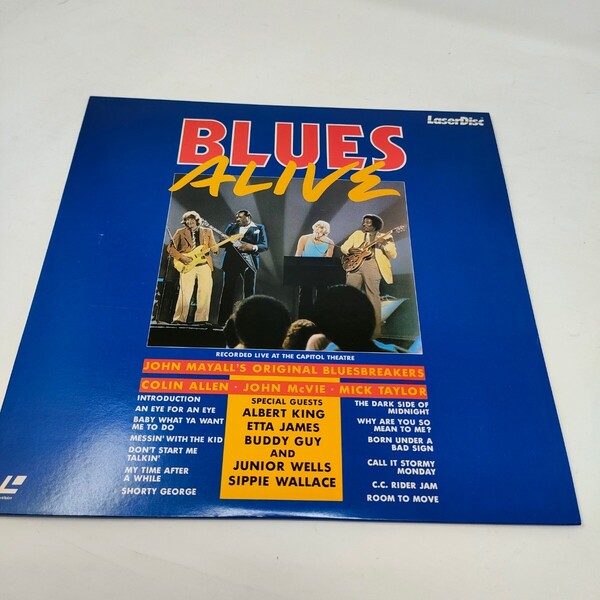 LaserDisc
BLUES
ALIVE
RECORDED LIVE AT THE CAPITOL THEATRE
JOHN MAYALL'S ORIGINAL BLUESBREAKERS
COLIN ALLEN · JOHN McVIE · MICK TAYLOR
INTRODUCTION
AN EYE FOR AN EYE
BABY WHAT YA WANT
ME TO DO
MESSIN' WITH THE KID
DON'T START ME
TALKIN'
MY TIME AFTER
A WHILE
SHORTY GEORGE
SPECIAL GUESTS
ALBERT KING
ETTA JAMES
BUDDY GUY
AND
JUNIOR WELLS
SIPPIE WALLACE
THE DARK SIDE OF
MIDNIGHT
WHY ARE YOU SO
MEAN TO ME?
BORN UNDER A
BAD SIGN
CALL IT STORMY
MONDAY
C.C. RIDER JAM
ROOM TO MOVE